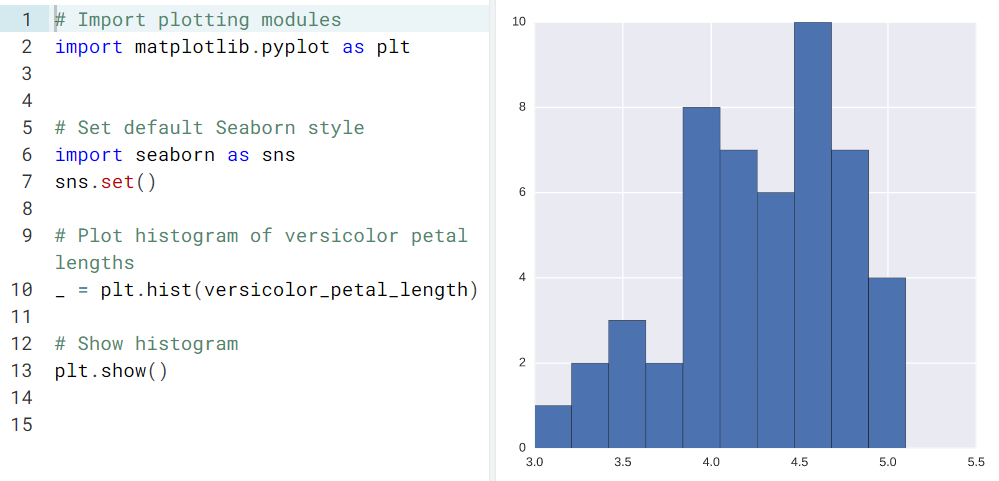 1 # Import plotting modules
2 import matplotlib.pyplot as plt
3
4
5 # Set default Seaborn style
6 import seaborn as sns
7 sns.set()
8
9 # Plot histogram of versicolor petal
lengths
10 _ = plt.hist(versicolor_petal_length)
11
12 # Show histogram
13 plt.show()
14
15
10
8
6
4
2
0
3.0 3.5 4.0 4.5 5.0 5.5